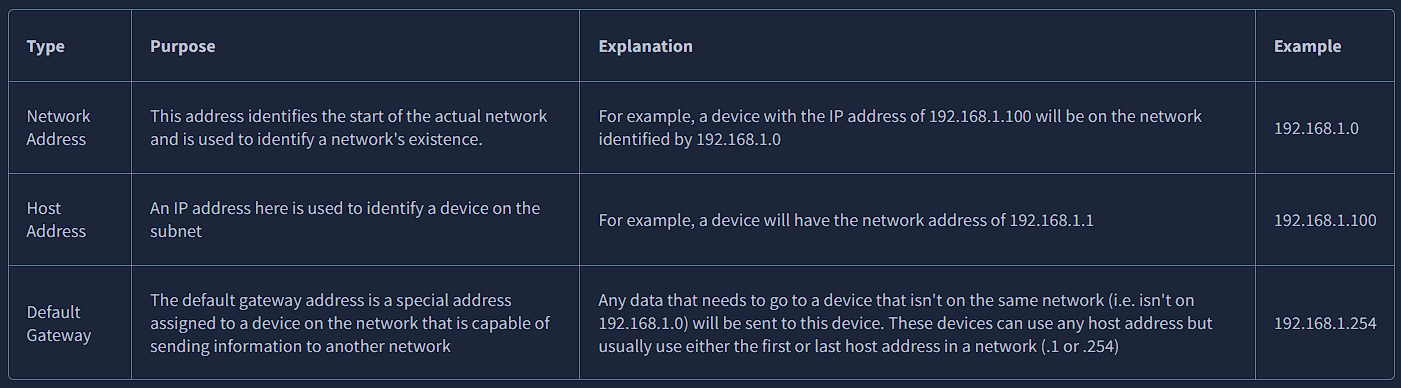 Type Purpose Explanation Example
Network
Address
This address identifies the start of the actual network
and is used to identify a network's existence.
For example, a device with the IP address of 192.168.1.100 will be on the network
identified by 192.168.1.0
192.168.1.0
Host
Address
An IP address here is used to identify a device on the
subnet
For example, a device will have the network address of 192.168.1.1
192.168.1.100
Default
Gateway
The default gateway address is a special address
assigned to a device on the network that is capable of
sending information to another network
Any data that needs to go to a device that isn't on the same network (i.e. isn't on
192.168.1.0) will be sent to this device. These devices can use any host address but
usually use either the first or last host address in a network (.1 or .254)
192.168.1.254